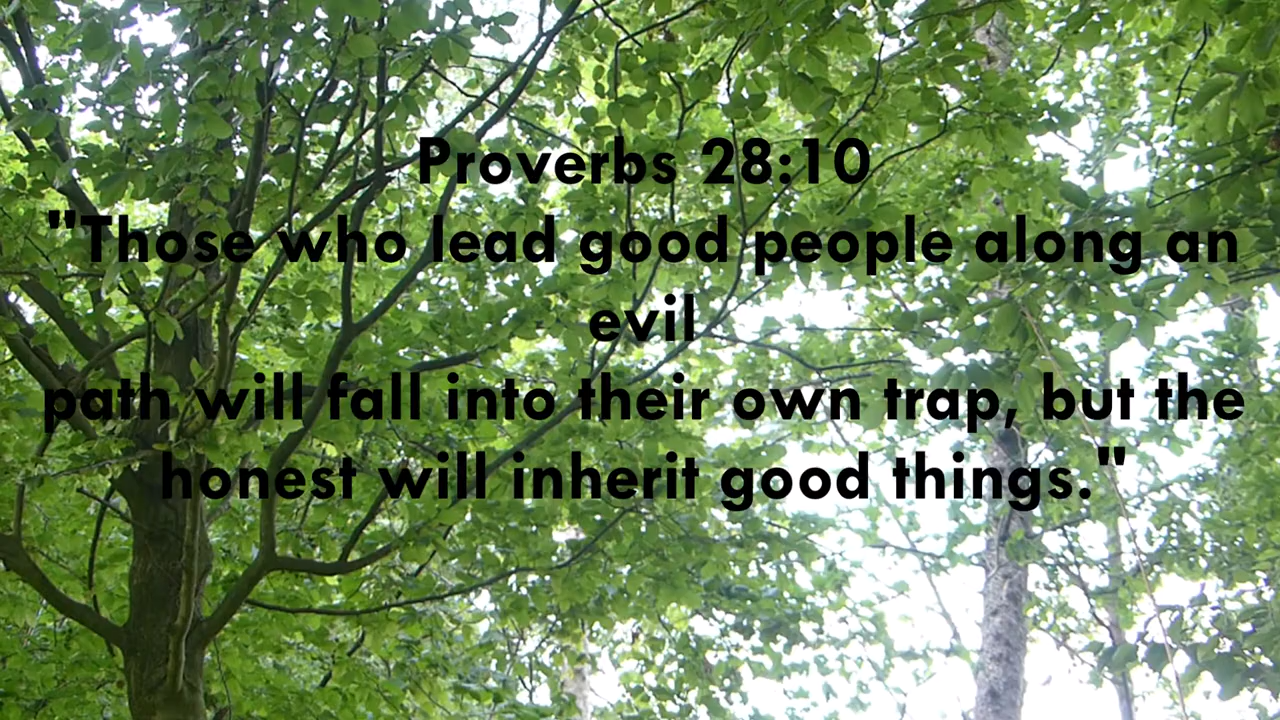 Proverbs 28:10
"Those who lead good people along an
evil
path will fall into their own trap, but the
honest will inherit good things."